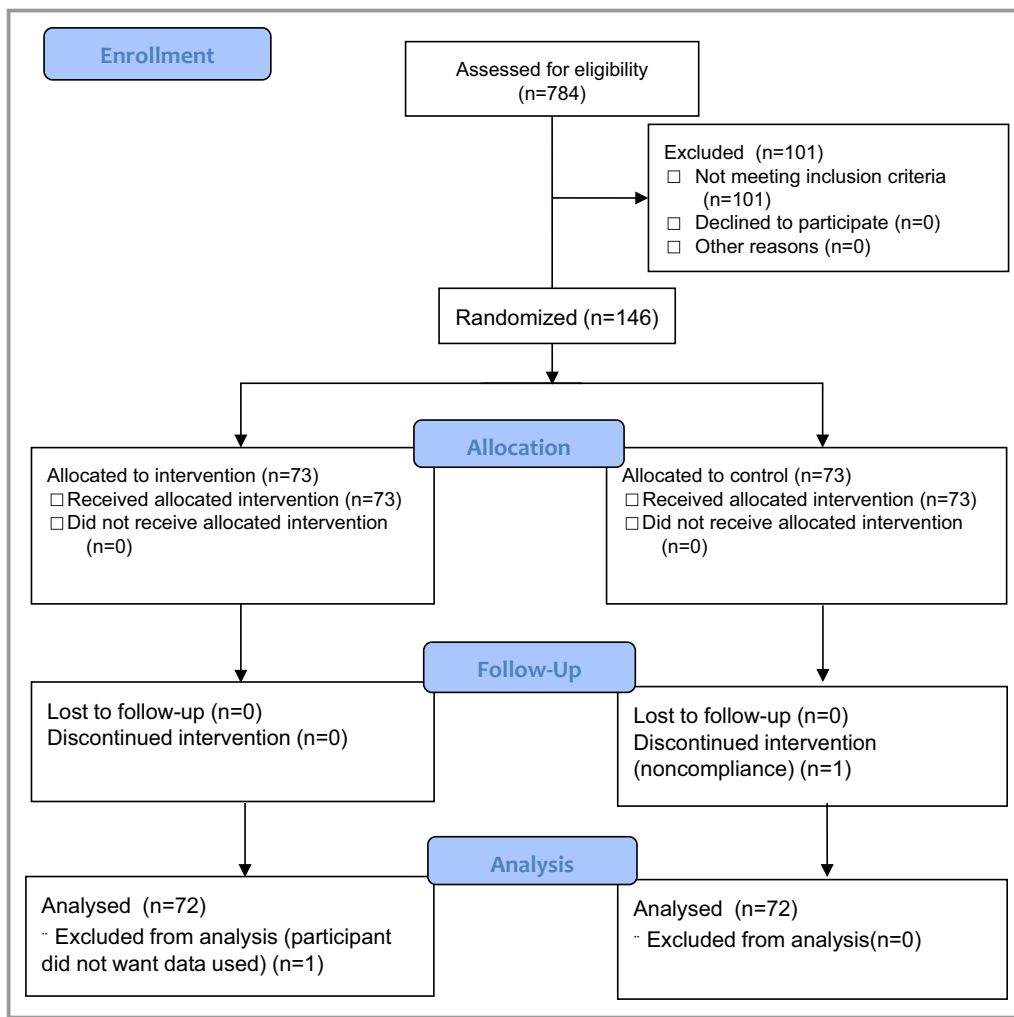 Enrollment
Assessed for eligibility
(n=784)
Excluded (n=101)
□ Not meeting inclusion criteria
(n=101)
□ Declined to participate (n=0)
□ Other reasons (n=0)
Randomized (n=146)
Allocation
Allocated to intervention (n=73)
□ Received allocated intervention (n=73)
□ Did not receive allocated intervention
(n=0)
Allocated to control (n=73)
□ Received allocated intervention (n=73)
□ Did not receive allocated intervention
(n=0)
Follow-Up
Lost to follow-up (n=0)
Discontinued intervention (n=0)
Lost to follow-up (n=0)
Discontinued intervention
(noncompliance) (n=1)
Analysis
Analysed (n=72)
¨ Excluded from analysis (participant
did not want data used) (n=1)
Analysed (n=72)
¨ Excluded from analysis(n=0)